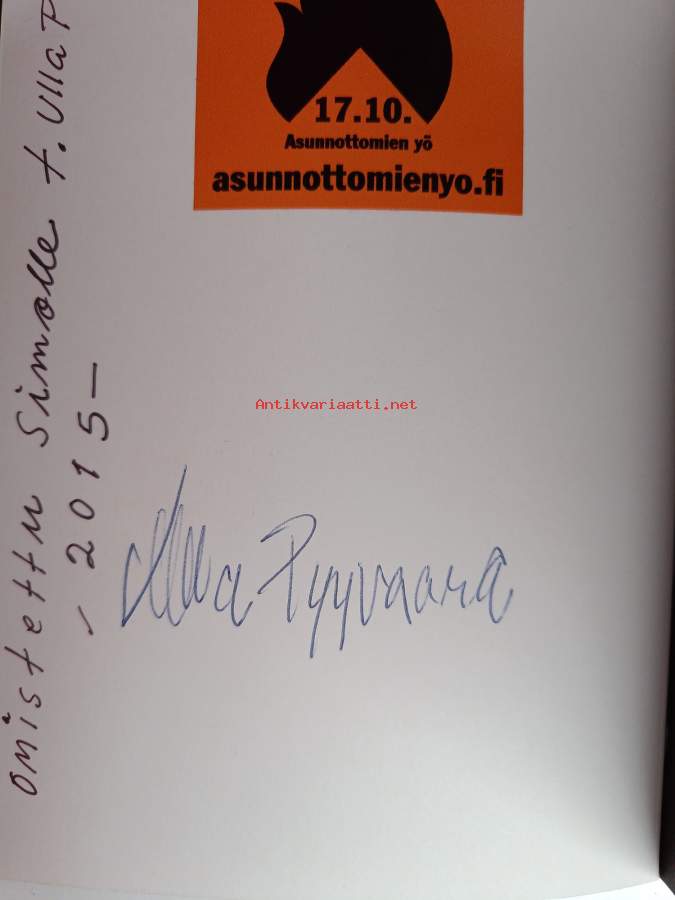 17.10.
Asunnottomien yö
asunnottomienyo.fi
omistettu Simolle t. Ulla P
- 2015 -
Antikvariaatti.net
Ulla Pyyvaara